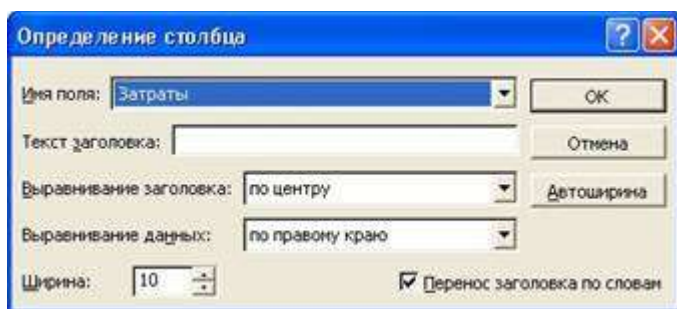 Определение столбца
Имя поля: Затраты OK
Текст заголовка: Отмена
Выравнивание заголовка: по центру Автоширина
Выравнивание данных: по правому краю
Ширина: 10 Перенос заголовка по словам